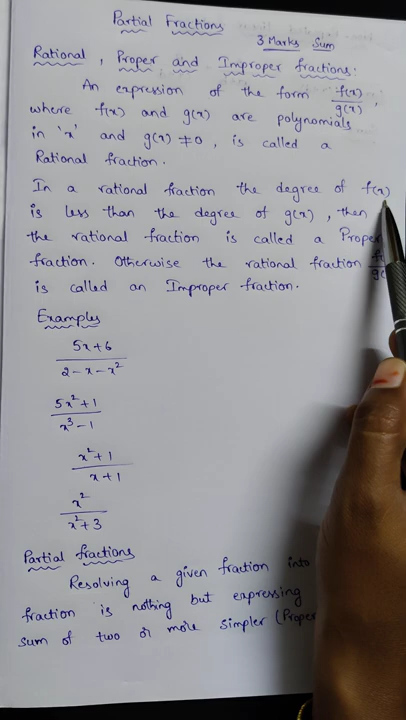 Partial Fractions
3 Marks Sum
Rational, Proper and Improper fractions:
An expression of the form f(x)/g(x),
where f(x) and g(x) are polynomials
in 'x' and g(x) ≠ 0, is called a
Rational fraction.
In a rational fraction the degree of f(x)
is less than the degree of g(x), then
the rational fraction is called a Proper
fraction. Otherwise the rational fraction
is called an Improper fraction.
Examples
5x+6
2-x-x²
5x²+1
x³-1
x²+1
x+1
x²
x²+3
Partial fractions
Resolving a given fraction into
fraction is nothing but expressing
sum of two or more simpler (Proper